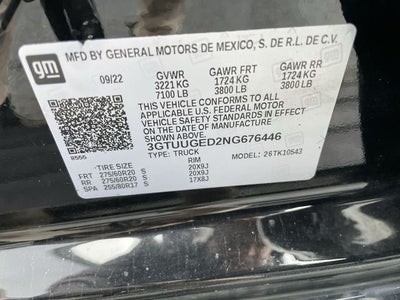 MFD BY GENERAL MOTORS DE MEXICO, S. DE R.L. DE C.V.
gm
09/22 GVWR GAWR FRT GAWR RR
3221 KG 1724 KG 1724 KG
7100 LB 3800 LB 3800 LB
THIS VEHICLE CONFORMS TO ALL
APPLICABLE U.S. FEDERAL MOTOR
VEHICLE SAFETY STANDARDS IN EFFECT
ON THE DATE OF MANUFACTURE
SHOWN ABOVE.
3GTUUGED2NG676446
TYPE: TRUCK
TIRE SIZE RIM 26TK10543
FRT 275/60R20 S 20X9J
RR 275/60R20 S 20X9J
SPA 255/80R17 S 17X8J